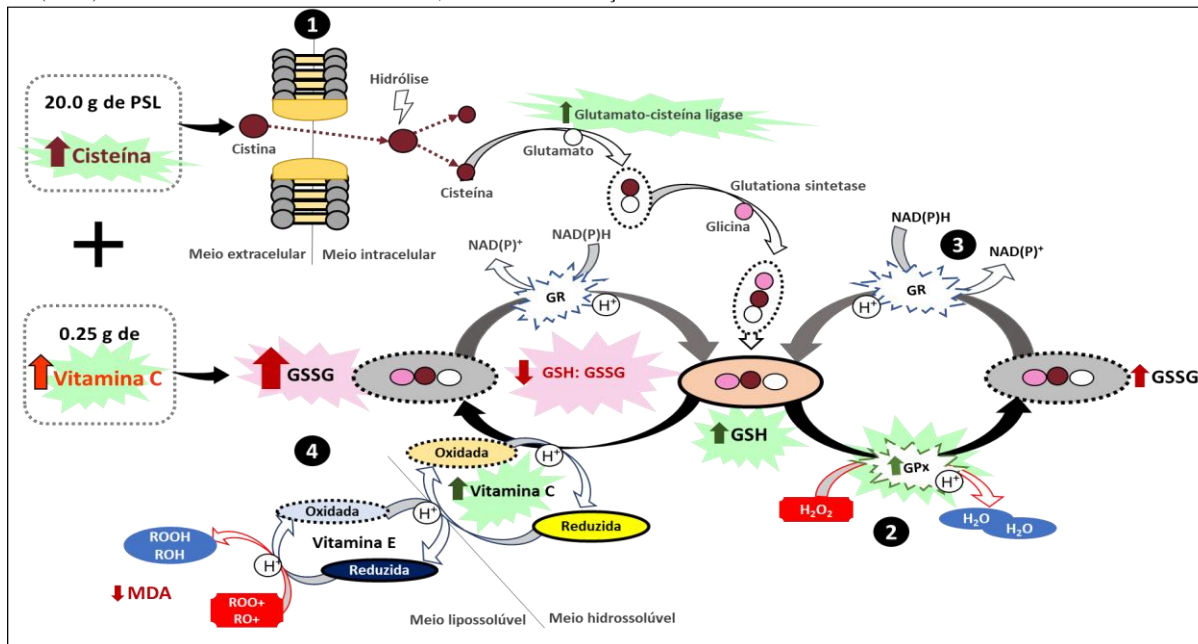 1
20.0 g de PSL
Cisteína
Cistina
Hidrólise
Cisteína
Glutamato-cisteína ligase
Glutamato
Glutationa sintetase
Glicina
Meio extracelular
Meio intracelular
+
0.25 g de
Vitamina C
NAD(P)⁺
NAD(P)H
GR
H⁺
NAD(P)H
3
NAD(P)⁺
GR
H⁺
GSSG
GSH: GSSG
GSH
GSSG
GPx
H⁺
H₂O₂
H₂O
H₂O
2
4
Oxidada
H⁺
Vitamina C
Reduzida
Oxidada
H⁺
Vitamina E
Reduzida
ROOH
ROH
H⁺
MDA
ROO+
RO+
Meio lipossolúvel
Meio hidrossolúvel